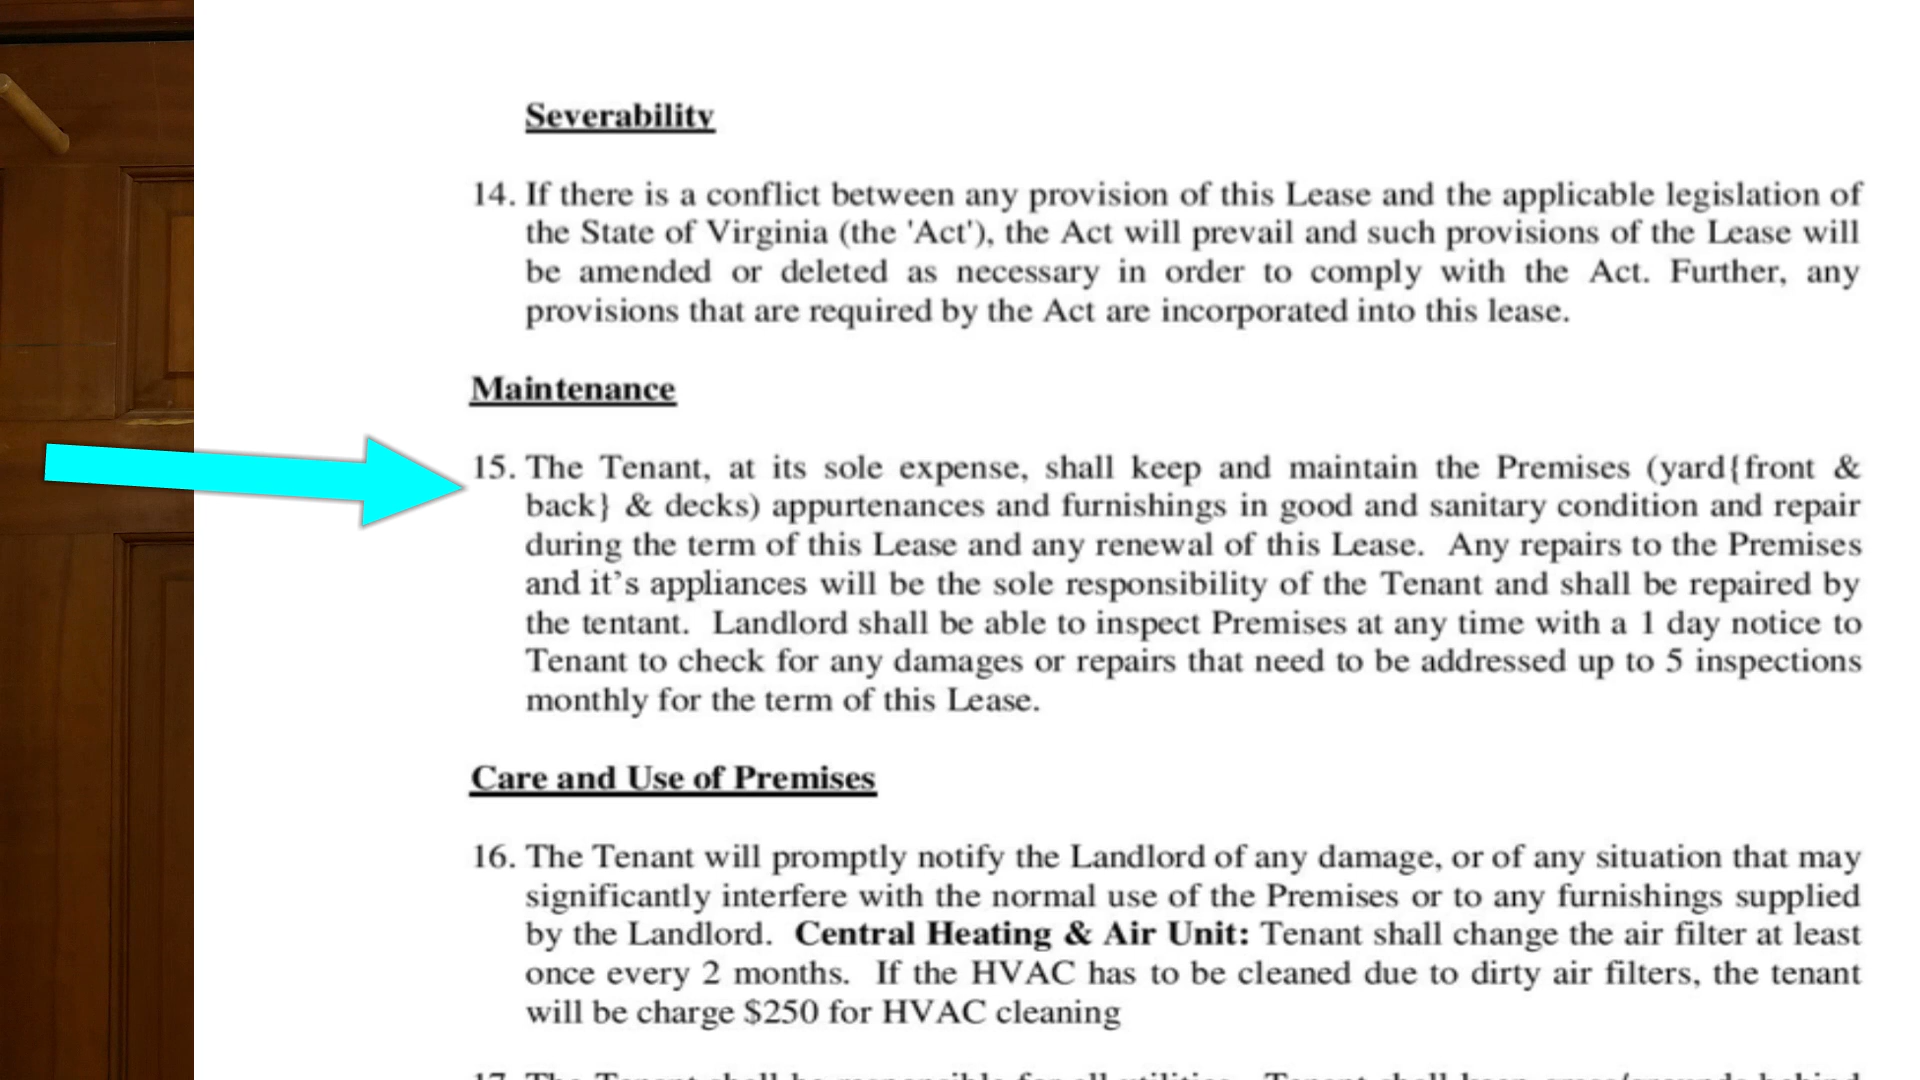 Severability
14. If there is a conflict between any provision of this Lease and the applicable legislation of
the State of Virginia (the 'Act'), the Act will prevail and such provisions of the Lease will
be amended or deleted as necessary in order to comply with the Act. Further, any
provisions that are required by the Act are incorporated into this lease.
Maintenance
15. The Tenant, at its sole expense, shall keep and maintain the Premises (yard{front &
back} & decks) appurtenances and furnishings in good and sanitary condition and repair
during the term of this Lease and any renewal of this Lease. Any repairs to the Premises
and it’s appliances will be the sole responsibility of the Tenant and shall be repaired by
the tentant. Landlord shall be able to inspect Premises at any time with a 1 day notice to
Tenant to check for any damages or repairs that need to be addressed up to 5 inspections
monthly for the term of this Lease.
Care and Use of Premises
16. The Tenant will promptly notify the Landlord of any damage, or of any situation that may
significantly interfere with the normal use of the Premises or to any furnishings supplied
by the Landlord. Central Heating & Air Unit: Tenant shall change the air filter at least
once every 2 months. If the HVAC has to be cleaned due to dirty air filters, the tenant
will be charge $250 for HVAC cleaning
17. The Tenant shall be responsible for all utilities. Tenant shall keep